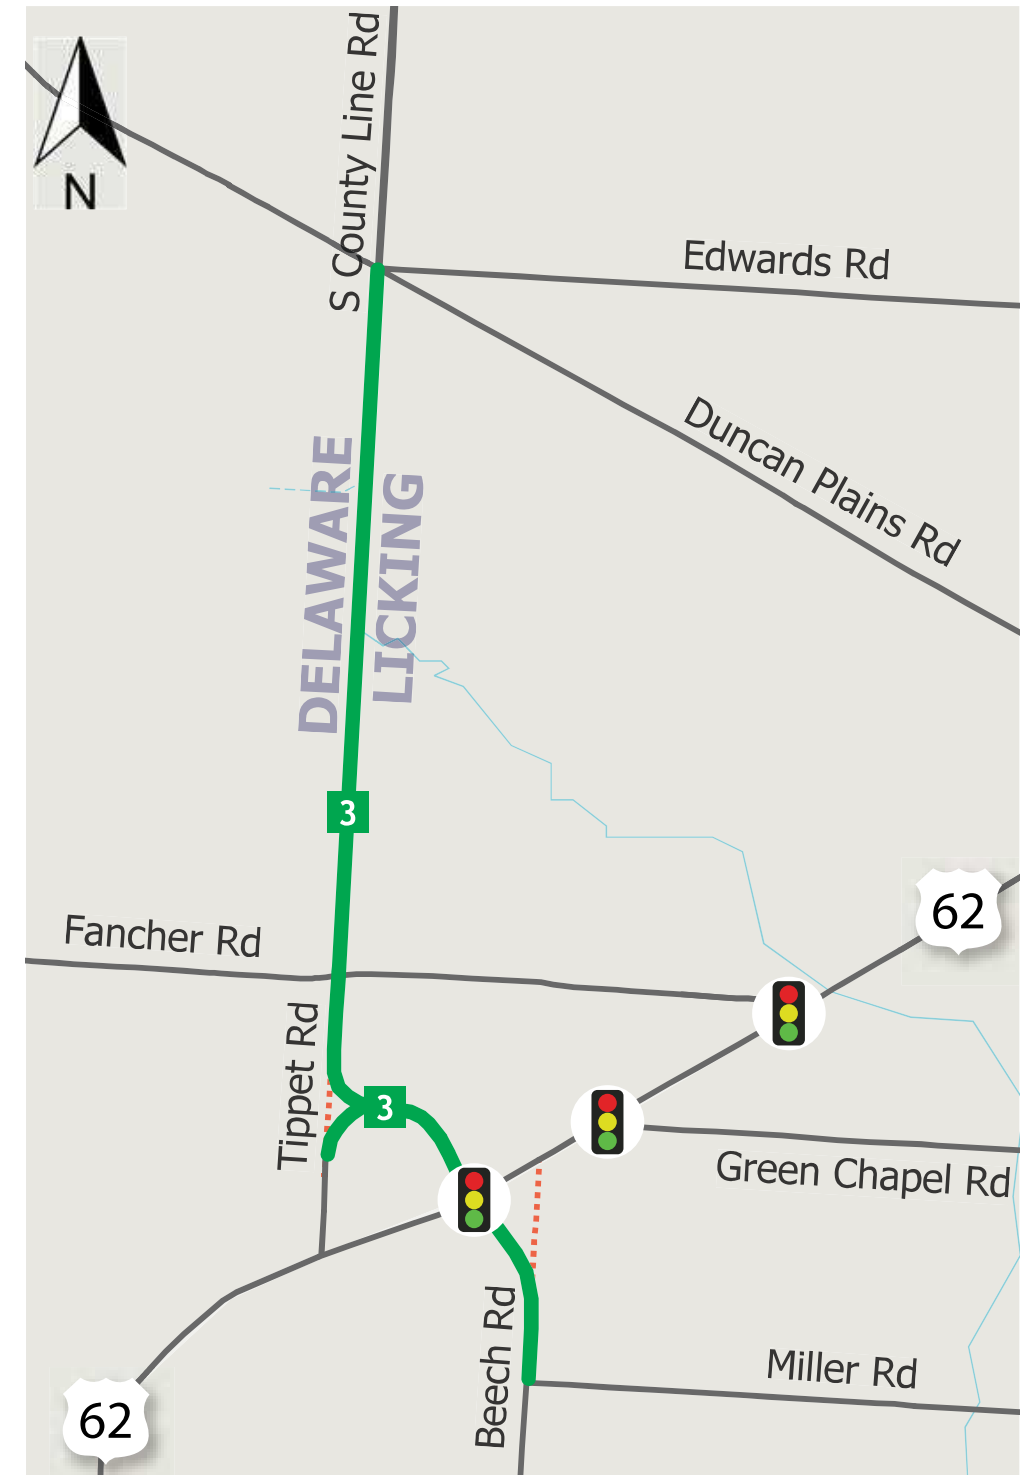 S County Line Rd
N
Edwards Rd
Duncan Plains Rd
DELAWARE
LICKING
3
62
Fancher Rd
Tippet Rd
3
Green Chapel Rd
Beech Rd
Miller Rd
62